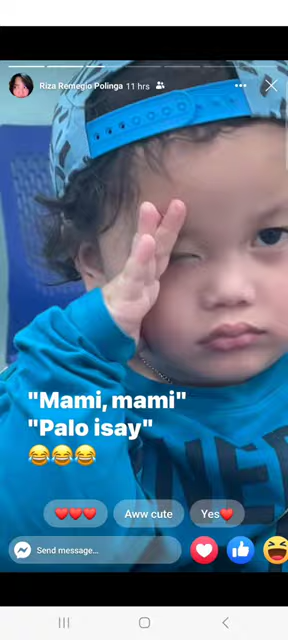 Riza Remegio Polinga 11 hrs
"Mami, mami"
"Palo isay"
😂😂😂
❤️❤️❤️
Aww cute
Yes❤️
Send message...